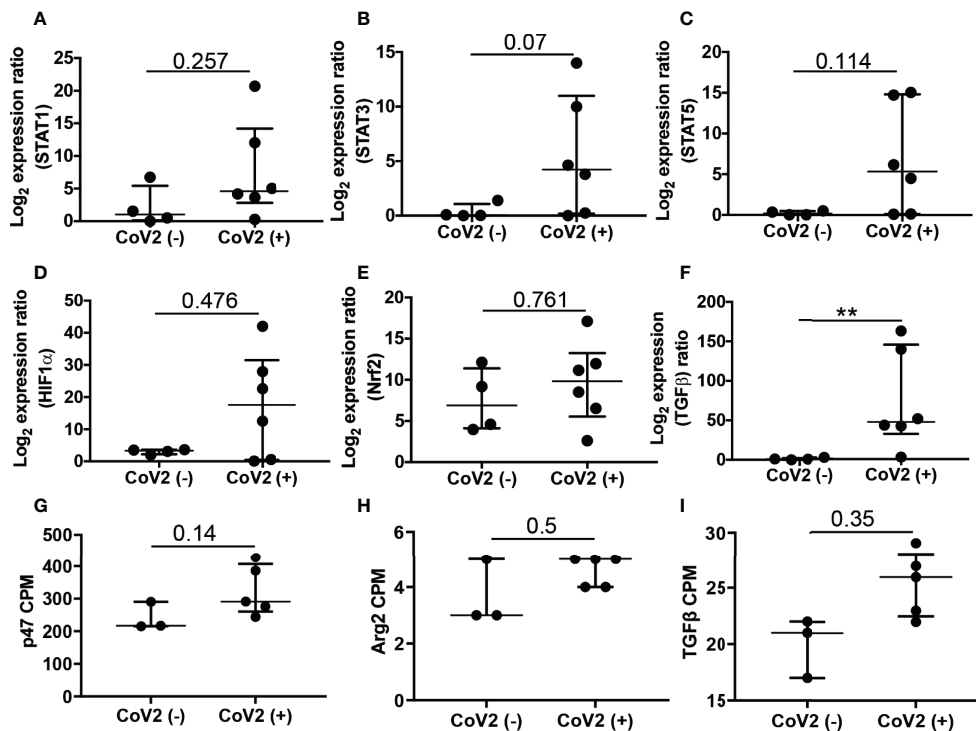 A
Log2 expression ratio
(STAT1)
25
20
15
10
5
0
0.257
CoV2 (-)
CoV2 (+)
B
Log2 expression ratio
(STAT3)
15
10
5
0
0.07
CoV2 (-)
CoV2 (+)
C
Log2 expression ratio
(STAT5)
20
15
10
5
0
0.114
CoV2 (-)
CoV2 (+)
D
Log2 expression ratio
(HIF1α)
50
40
30
20
10
0
0.476
CoV2 (-)
CoV2 (+)
E
Log2 expression ratio
(Nrf2)
20
15
10
5
0
0.761
CoV2 (-)
CoV2 (+)
F
Log2 expression
(TGFβ) ratio
200
150
100
50
0
**
CoV2 (-)
CoV2 (+)
G
p47 CPM
500
400
300
200
100
0
0.14
CoV2 (-)
CoV2 (+)
H
Arg2 CPM
6
4
2
0
0.5
CoV2 (-)
CoV2 (+)
I
TGFβ CPM
30
25
20
15
0.35
CoV2 (-)
CoV2 (+)